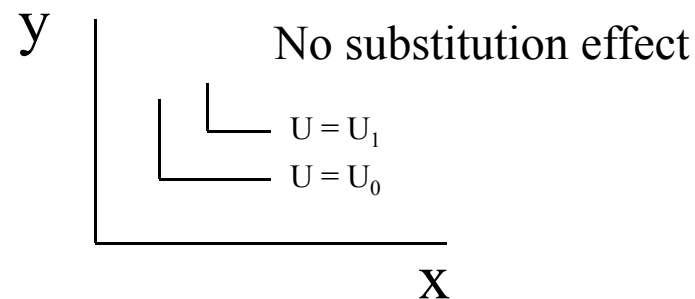 y
No substitution effect
U = U₁
U = U₀
x